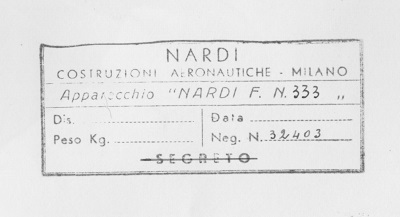 NARDI
COSTRUZIONI AERONAUTICHE - MILANO
Apparecchio "NARDI F. N. 333 „
Dis. Data
Peso Kg. Neg. N. 32403
SEGRETO